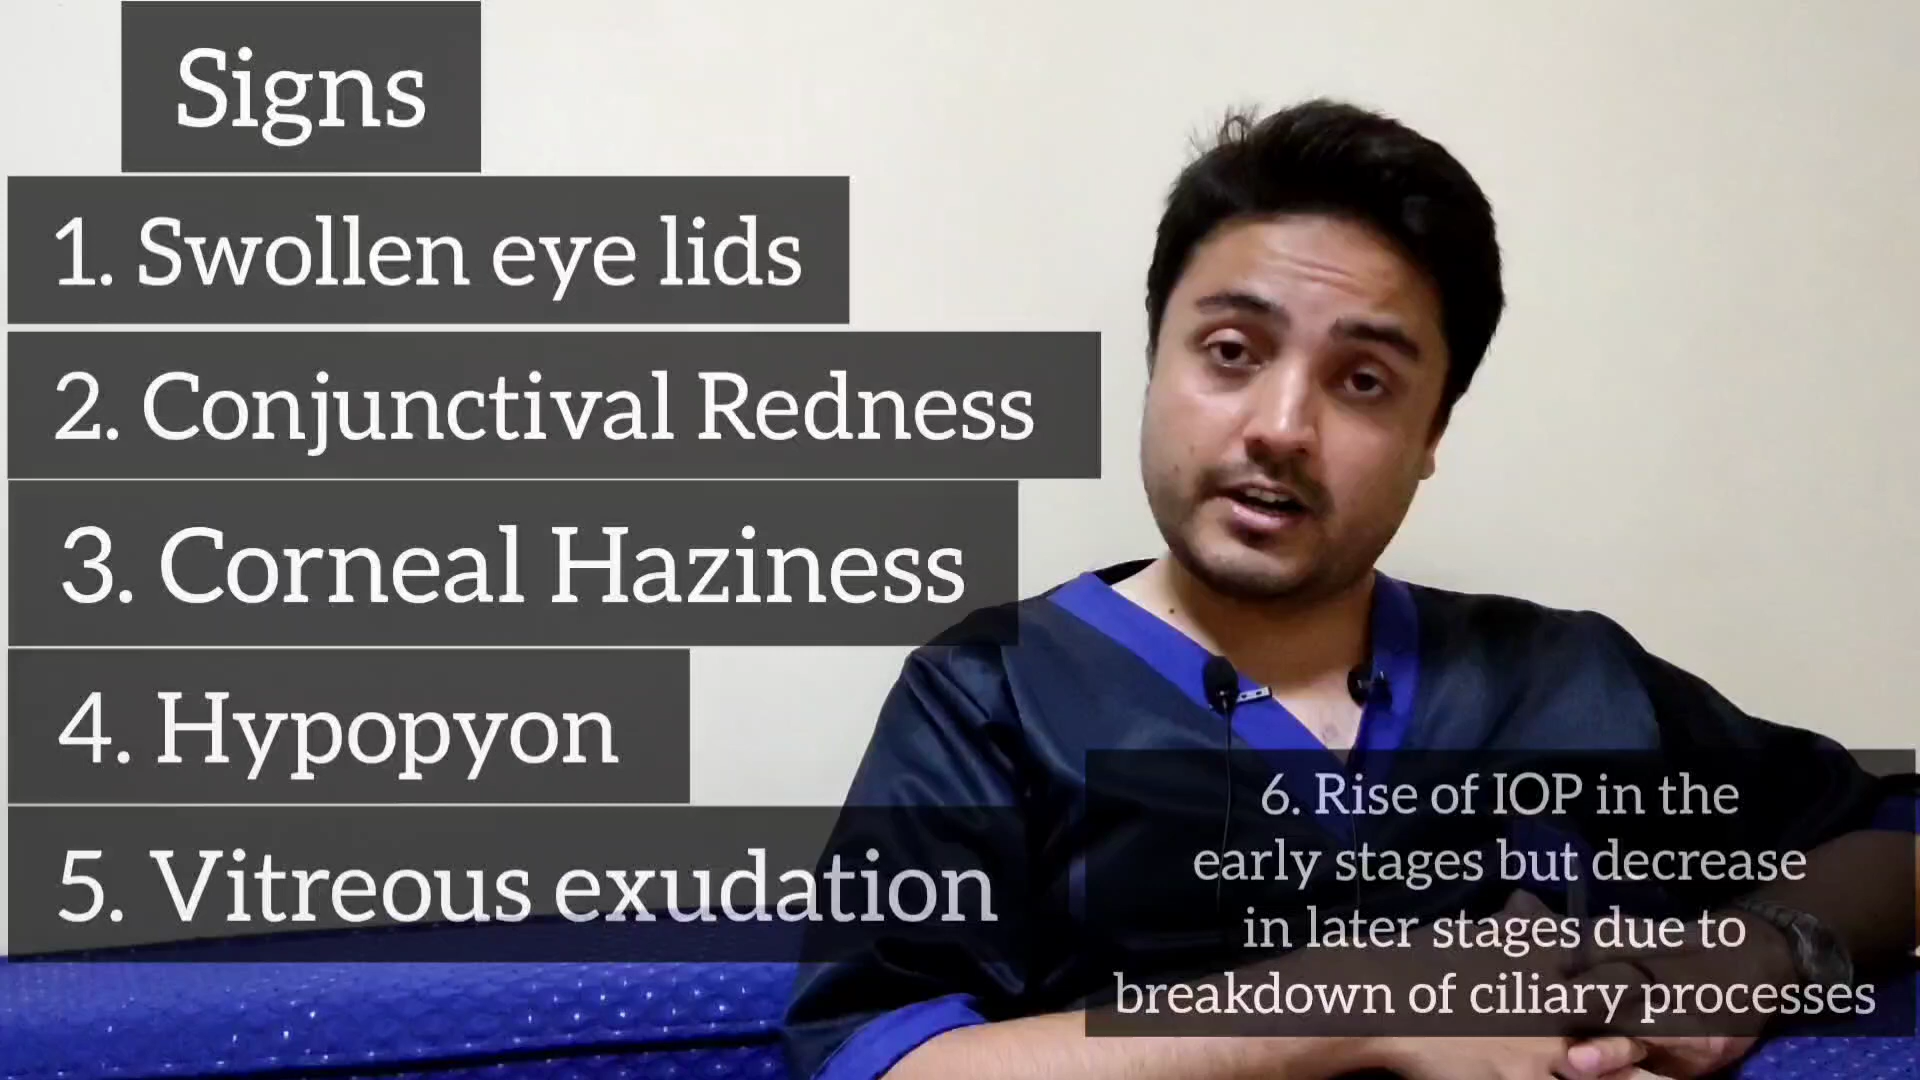 Signs
1. Swollen eye lids
2. Conjunctival Redness
3. Corneal Haziness
4. Hypopyon
5. Vitreous exudation
6. Rise of IOP in the
early stages but decrease
in later stages due to
breakdown of ciliary processes